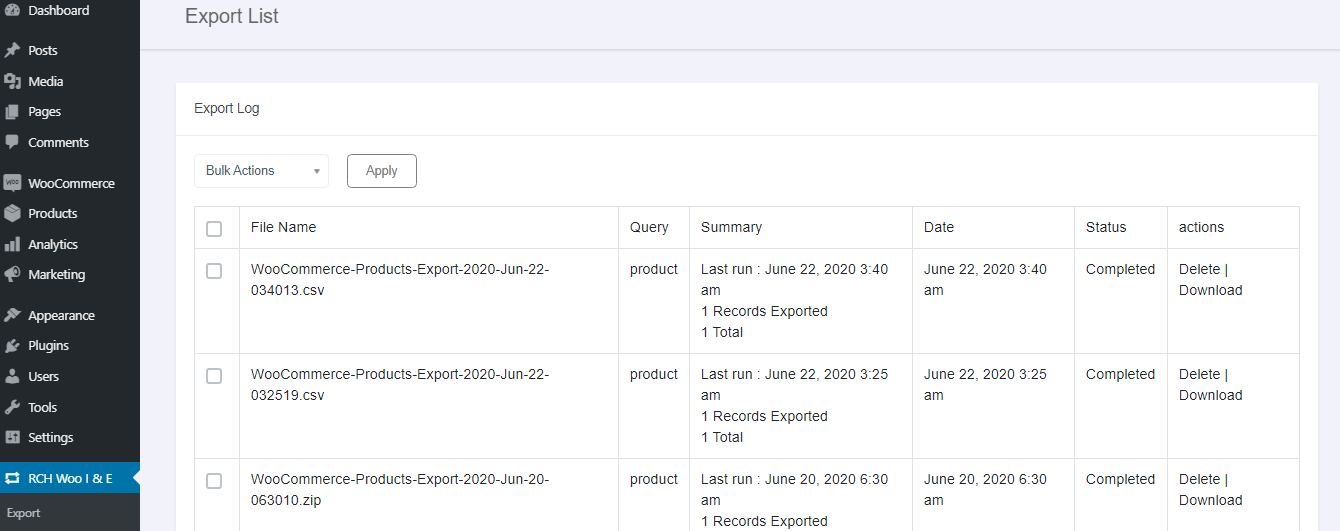 Dashboard
Posts
Media
Pages
Comments
WooCommerce
Products
Analytics
Marketing
Appearance
Plugins
Users
Tools
Settings
RCH Woo I & E
Export
Export List
Export Log
Bulk Actions
Apply
File Name Query Summary Date Status actions
WooCommerce-Products-Export-2020-Jun-22-
034013.csv
product
Last run : June 22, 2020 3:40
am
1 Records Exported
1 Total
June 22, 2020 3:40
am
Completed
Delete |
Download
WooCommerce-Products-Export-2020-Jun-22-
032519.csv
product
Last run : June 22, 2020 3:25
am
1 Records Exported
1 Total
June 22, 2020 3:25
am
Completed
Delete |
Download
WooCommerce-Products-Export-2020-Jun-20-
063010.zip
product
Last run : June 20, 2020 6:30
am
1 Records Exported
June 20, 2020 6:30
am
Completed
Delete |
Download